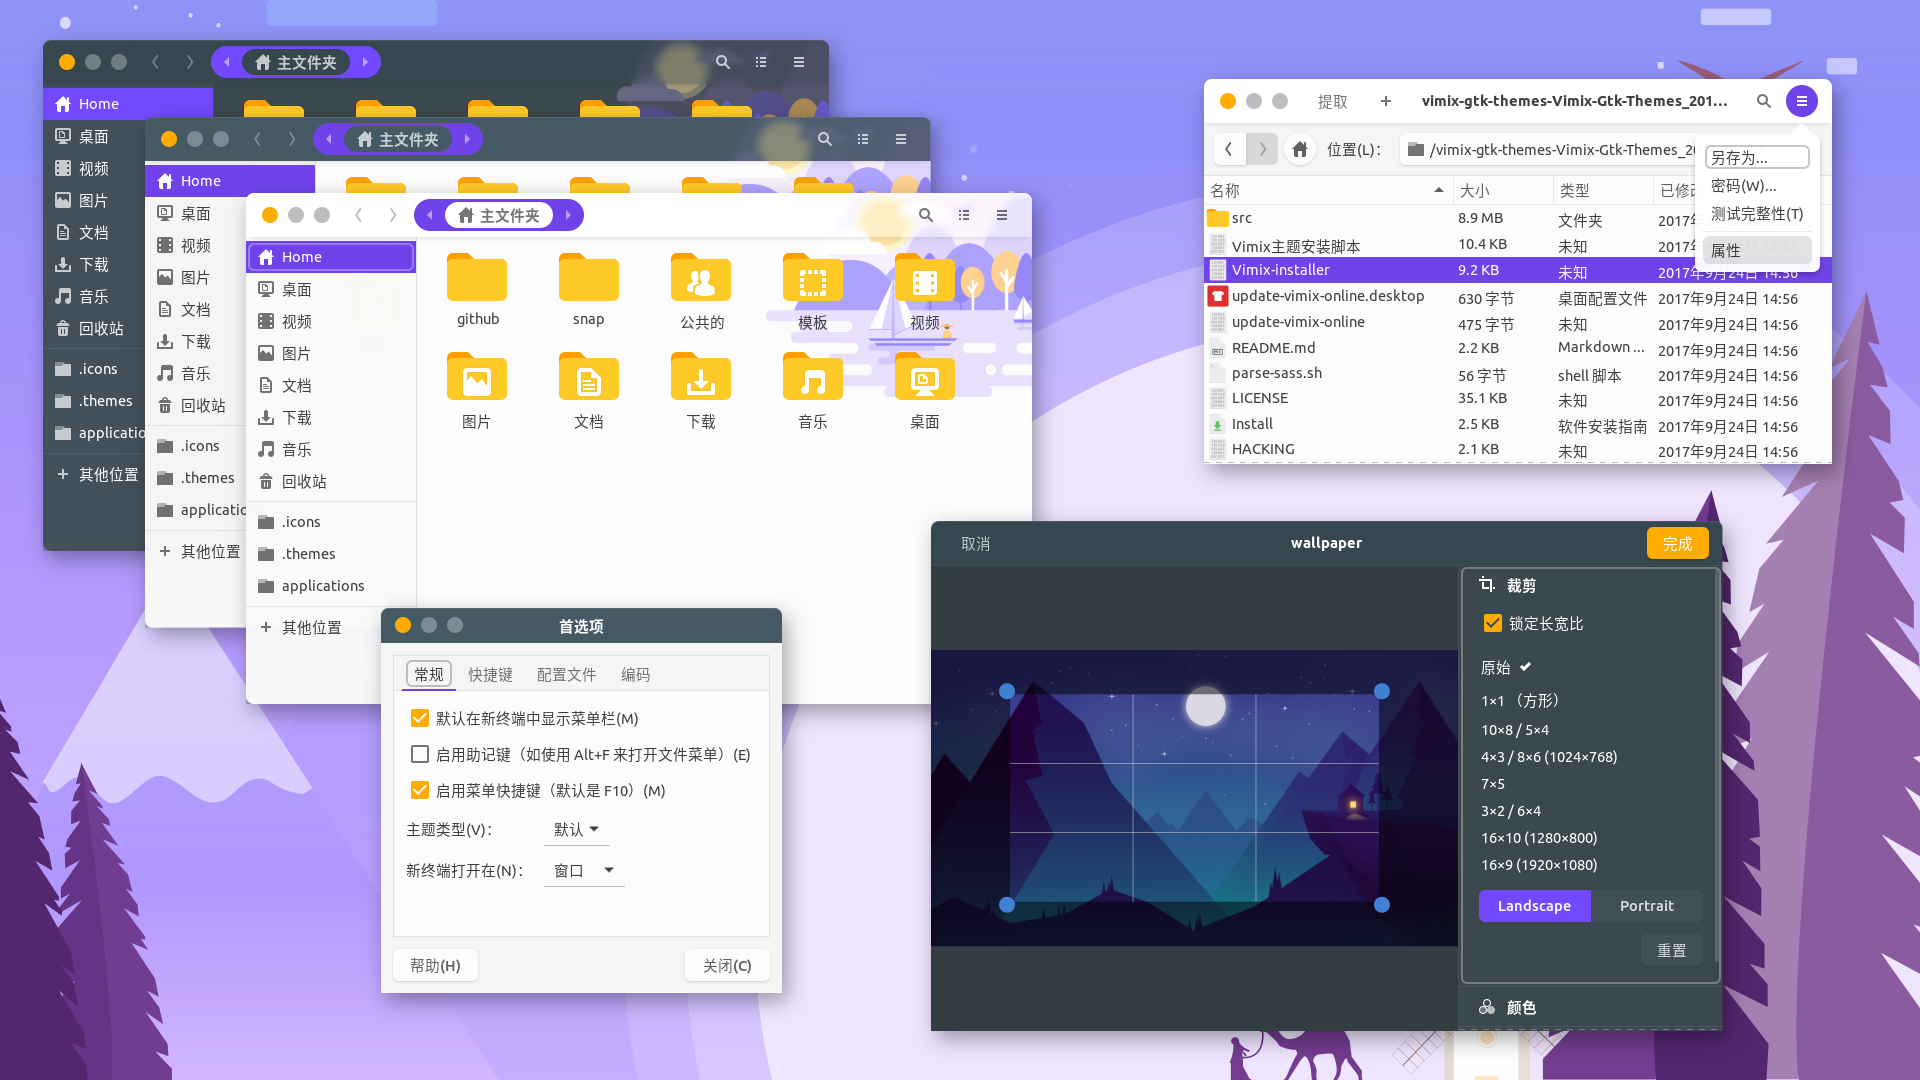 主文件夹
Home
桌面
视频
图片
文档
下载
音乐
回收站
.icons
.themes
其他位置
主文件夹
Home
桌面
视频
图片
文档
下载
音乐
回收站
.icons
.themes
其他位置
主文件夹
Home
桌面
视频
图片
文档
下载
音乐
回收站
.icons
.themes
applications
其他位置
github
snap
公共的
模板
视频
图片
文档
下载
音乐
桌面
首选项
常规 快捷键 配置文件 编码
默认在新终端中显示菜单栏(M)
启用助记键（如使用 Alt+F 来打开文件菜单）(E)
启用菜单快捷键（默认是 F10）(M)
主题类型(V)： 默认
新终端打开在(N)： 窗口
帮助(H) 关闭(C)
提取 + vimix-gtk-themes-Vimix-Gtk-Themes_201...
位置(L)： /vimix-gtk-themes-Vimix-Gtk-Themes_20
另存为...
密码(W)...
测试完整性(T)
属性
名称 大小 类型 已修
src 8.9 MB 文件夹 2017年
Vimix主题安装脚本 10.4 KB 未知 2017年
Vimix-installer 9.2 KB 未知 2017年9月24日 14:56
update-vimix-online.desktop 630 字节 桌面配置文件 2017年9月24日 14:56
update-vimix-online 475 字节 未知 2017年9月24日 14:56
README.md 2.2 KB Markdown ... 2017年9月24日 14:56
parse-sass.sh 56 字节 shell 脚本 2017年9月24日 14:56
LICENSE 35.1 KB 未知 2017年9月24日 14:56
Install 2.5 KB 软件安装指南 2017年9月24日 14:56
HACKING 2.1 KB 未知 2017年9月24日 14:56
取消 wallpaper 完成
裁剪
锁定长宽比
原始
1×1 （方形）
10×8 / 5×4
4×3 / 8×6 (1024×768)
7×5
3×2 / 6×4
16×10 (1280×800)
16×9 (1920×1080)
Landscape Portrait
重置
颜色